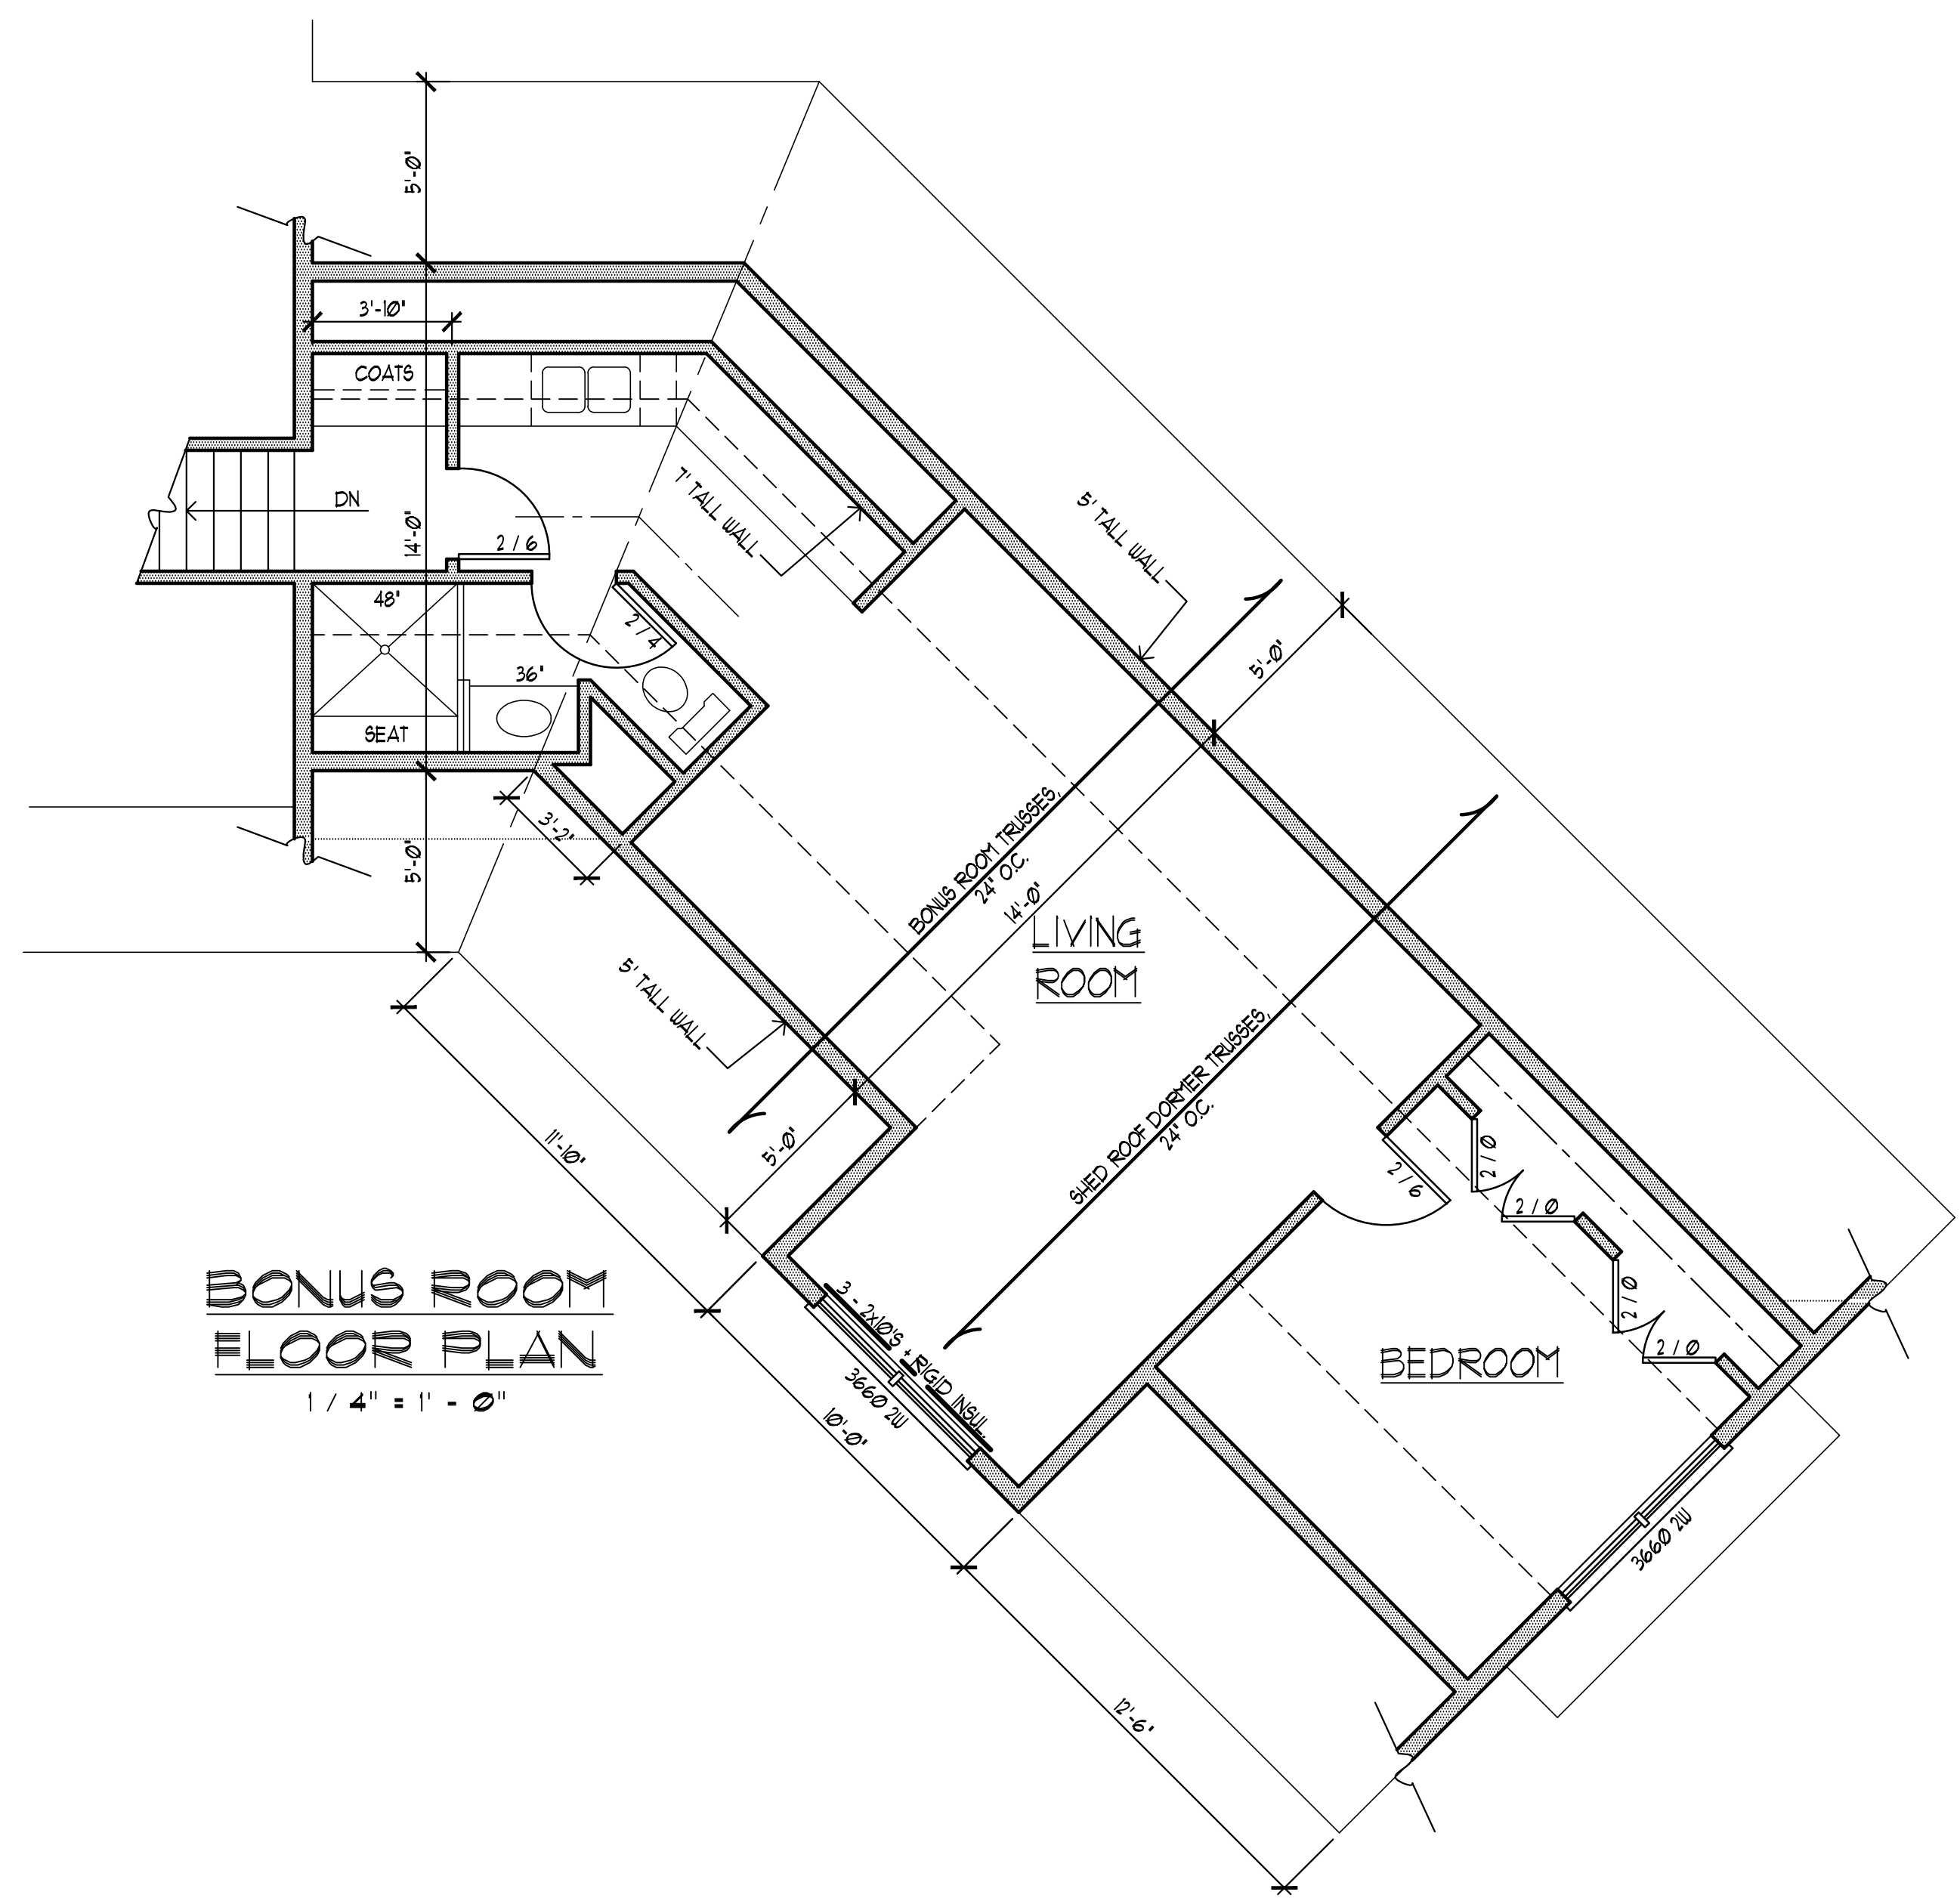 5'-0"
3'-10"
COATS
DN
14'-0"
2 / 6
7' TALL WALL
5' TALL WALL
48"
2 / 4
36"
SEAT
5'-0"
3'-2"
5'-0"
BONUS ROOM TRUSSES,
24" O.C.
14'-0"
LIVING
ROOM
5' TALL WALL
SHED ROOF DORMER TRUSSES,
24" O.C.
11'-10"
5'-0"
2 / 6
2 / 0
2 / 0
2 / 0
2 / 0
BONUS ROOM
FLOOR PLAN
1 / 4" = 1' - 0"
3 - 2x10'S + RIGID INSUL.
3660 2W
10'-0"
BEDROOM
3660 2W
12'-6"